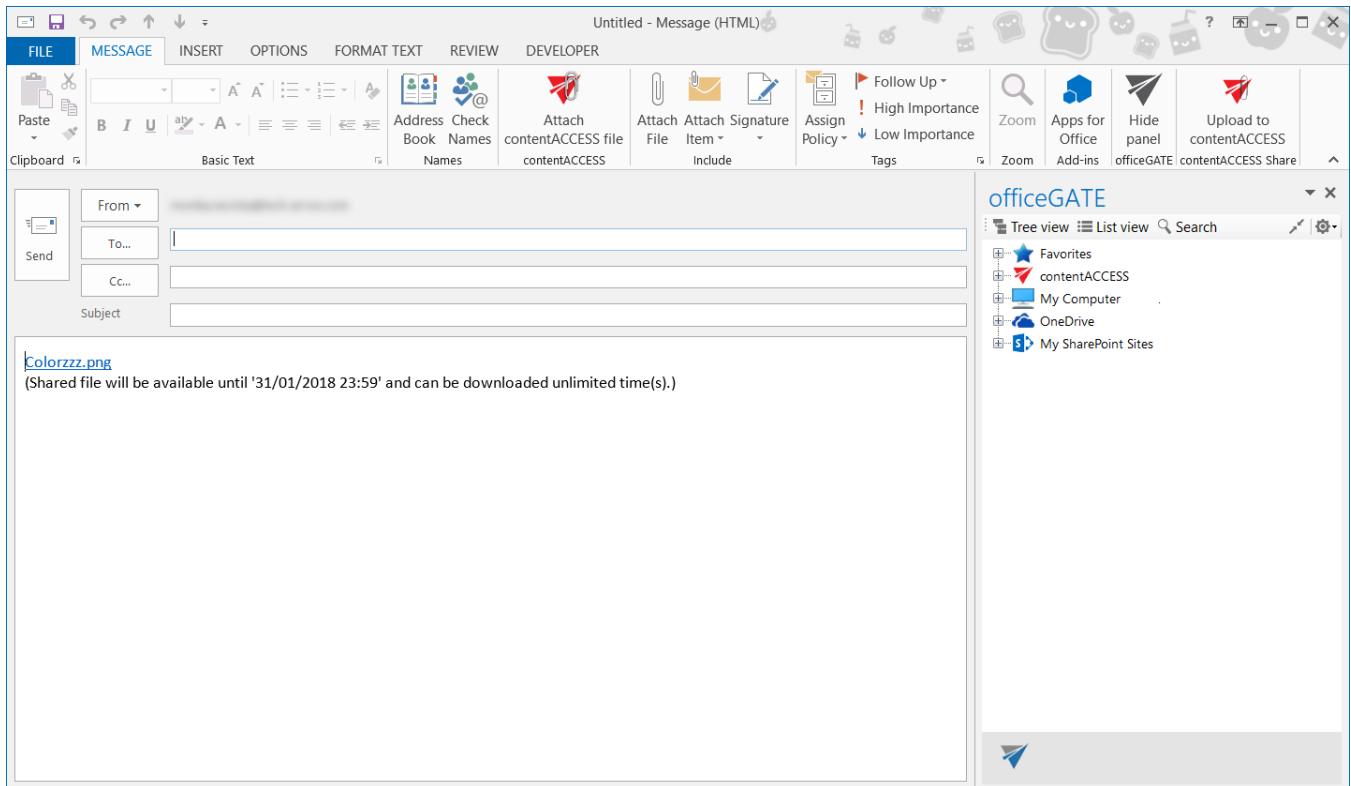 Untitled - Message (HTML)
?
FILE MESSAGE INSERT OPTIONS FORMAT TEXT REVIEW DEVELOPER
Paste
Clipboard
B I U aby A
Basic Text
Address Book
Check Names
Names
Attach contentACCESS file
contentACCESS
Attach File
Attach Item
Signature
Include
Assign Policy
Follow Up
High Importance
Low Importance
Tags
Zoom
Zoom
Apps for Office
Add-ins
Hide panel
officeGATE
Upload to contentACCESS
contentACCESS Share
Send
From
To...
Cc...
Subject
Colorzzz.png
(Shared file will be available until '31/01/2018 23:59' and can be downloaded unlimited time(s).)
officeGATE
Tree view List view Search
Favorites
contentACCESS
My Computer
OneDrive
My SharePoint Sites